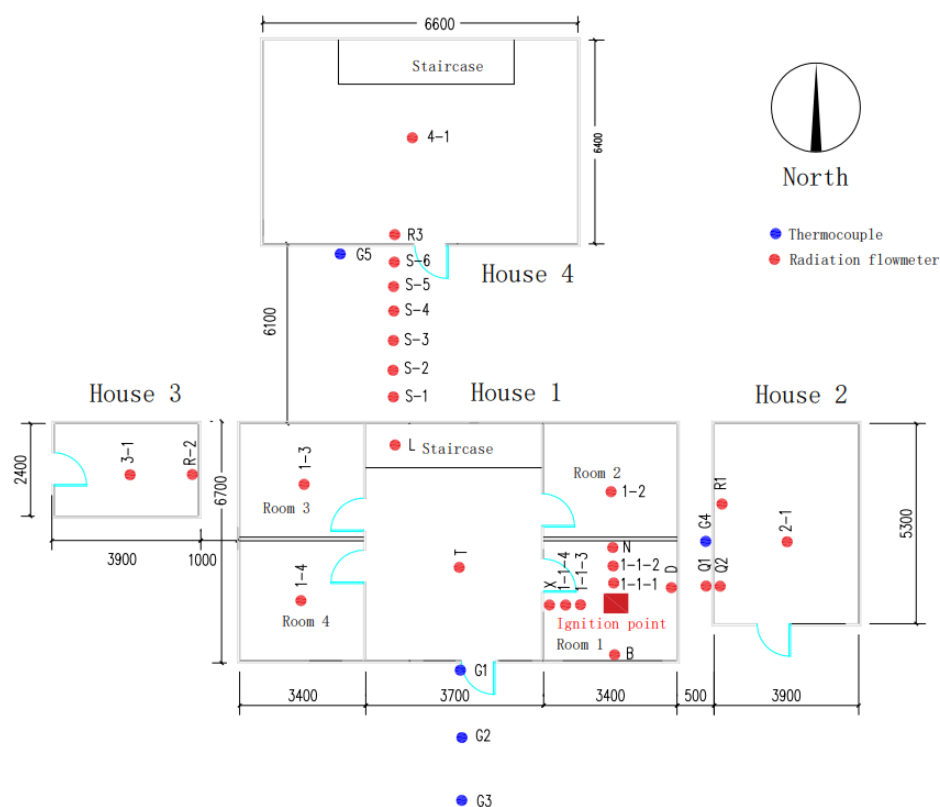 6600
Staircase
4-1
6400
North
Thermocouple
Radiation flowmeter
R3
G5
S-6
House 4
S-5
S-4
6100
S-3
S-2
S-1
House 3
House 1
House 2
L
Staircase
2400
3-1
R-2
6700
1-3
Room 3
Room 2
1-2
R1
G4
2-1
5300
3900
1000
T
N
1-1-2
1-1-1
X
1-1-4
1-1-3
D
Q1
Q2
1-4
Room 4
Ignition point
Room 1
B
G1
3400
3700
3400
500
3900
G2
G3